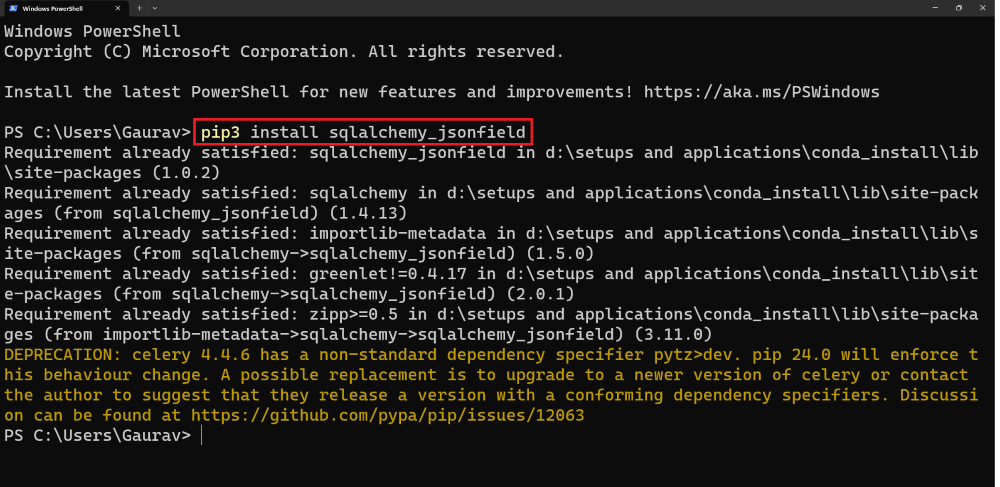 Windows PowerShell
Windows PowerShell
Copyright (C) Microsoft Corporation. All rights reserved.
Install the latest PowerShell for new features and improvements! https://aka.ms/PSWindows
PS C:\Users\Gaurav> pip3 install sqlalchemy_jsonfield
Requirement already satisfied: sqlalchemy_jsonfield in d:\setups and applications\conda_install\lib
\site-packages (1.0.2)
Requirement already satisfied: sqlalchemy in d:\setups and applications\conda_install\lib\site-pack
ages (from sqlalchemy_jsonfield) (1.4.13)
Requirement already satisfied: importlib-metadata in d:\setups and applications\conda_install\lib\s
ite-packages (from sqlalchemy->sqlalchemy_jsonfield) (1.5.0)
Requirement already satisfied: greenlet!=0.4.17 in d:\setups and applications\conda_install\lib\sit
e-packages (from sqlalchemy->sqlalchemy_jsonfield) (2.0.1)
Requirement already satisfied: zipp>=0.5 in d:\setups and applications\conda_install\lib\site-packa
ges (from importlib-metadata->sqlalchemy->sqlalchemy_jsonfield) (3.11.0)
DEPRECATION: celery 4.4.6 has a non-standard dependency specifier pytz>dev. pip 24.0 will enforce t
his behaviour change. A possible replacement is to upgrade to a newer version of celery or contact
the author to suggest that they release a version with a conforming dependency specifiers. Discussi
on can be found at https://github.com/pypa/pip/issues/12063
PS C:\Users\Gaurav>